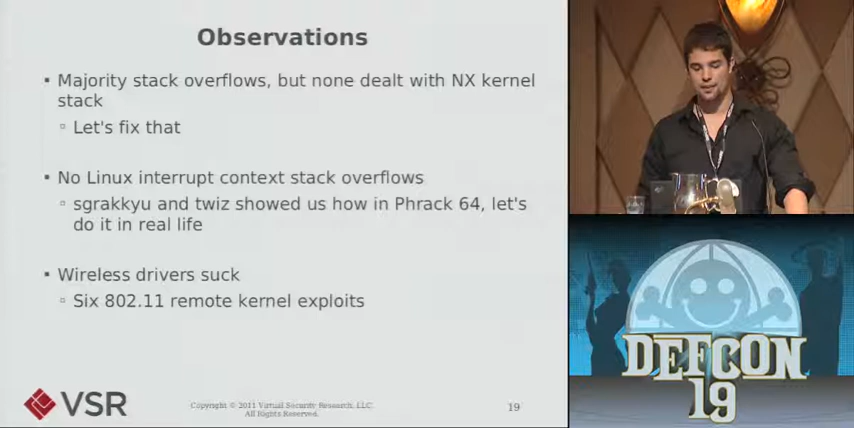 Observations
▪ Majority stack overflows, but none dealt with NX kernel
stack
▫ Let's fix that
▪ No Linux interrupt context stack overflows
▫ sgrakkyu and twiz showed us how in Phrack 64, let's
do it in real life
▪ Wireless drivers suck
▫ Six 802.11 remote kernel exploits
VSR
Copyright © 2011 Virtual Security Research, LLC.
All Rights Reserved.
19
DEFCON
19